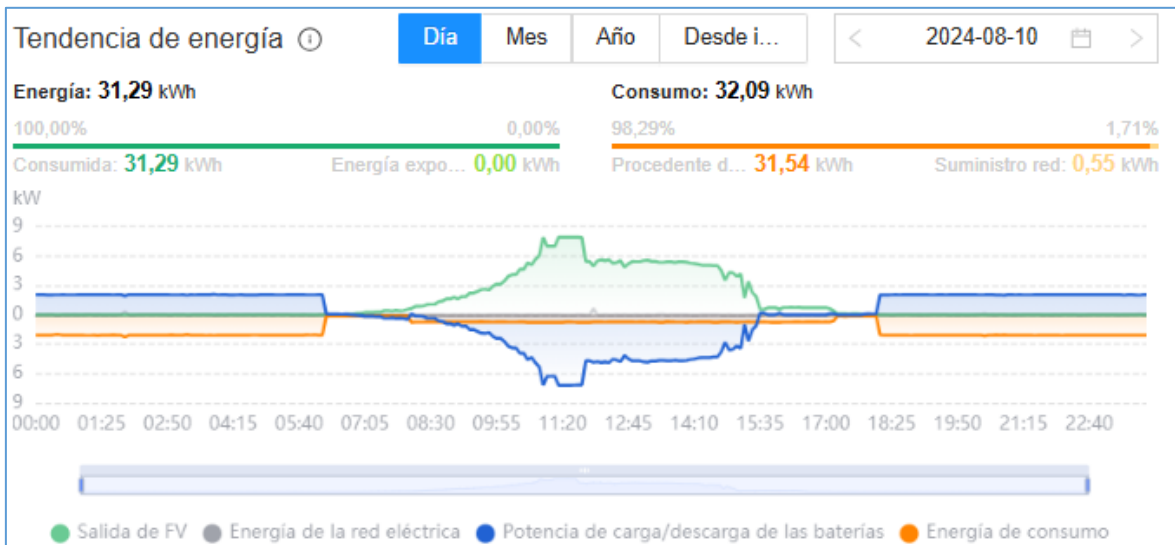 Tendencia de energía Día Mes Año Desde i... < 2024-08-10 >
Energía: 31,29 kWh Consumo: 32,09 kWh
100,00% 0,00% 98,29% 1,71%
Consumida: 31,29 kWh Energía expo... 0,00 kWh Procedente d... 31,54 kWh Suministro red: 0,55 kWh
kW
9
6
3
0
3
6
9
00:00 01:25 02:50 04:15 05:40 07:05 08:30 09:55 11:20 12:45 14:10 15:35 17:00 18:25 19:50 21:15 22:40
Salida de FV Energía de la red eléctrica Potencia de carga/descarga de las baterías Energía de consumo